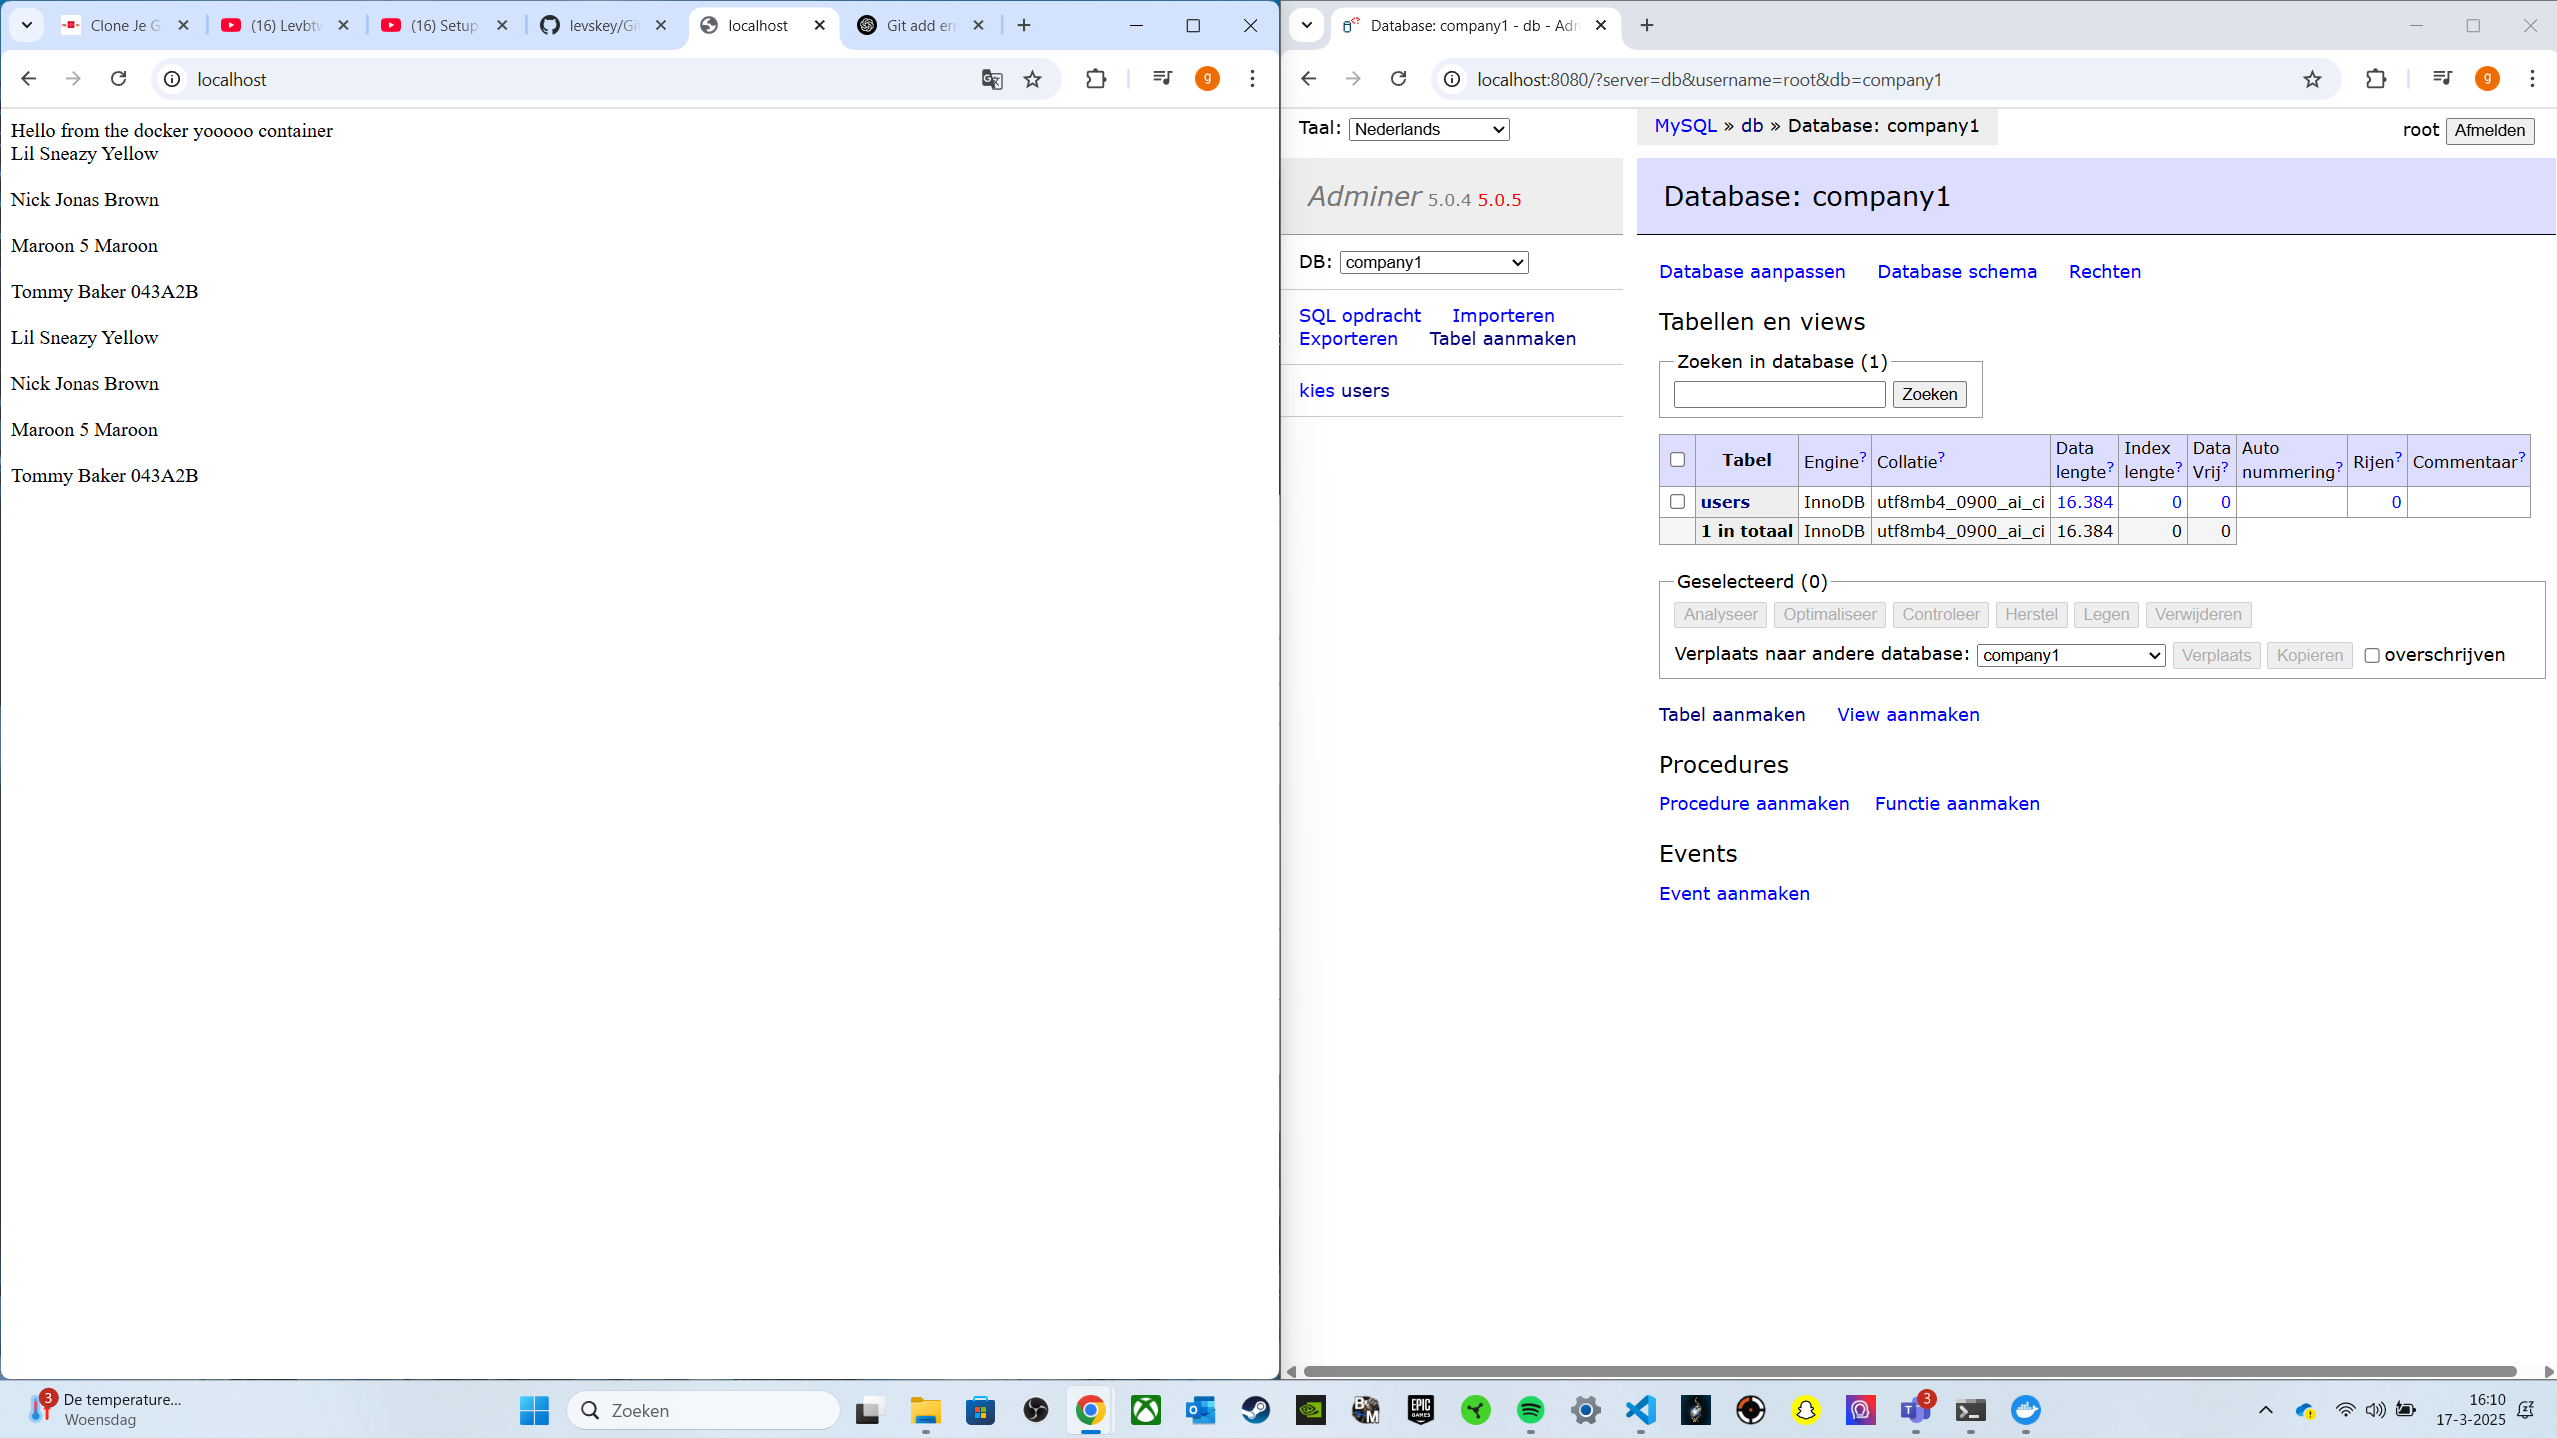 Clone Je G
(16) Levbtw
(16) Setup
levskey/Git
localhost
Git add err
localhost
Hello from the docker yooooo container
Lil Sneazy Yellow
Nick Jonas Brown
Maroon 5 Maroon
Tommy Baker 043A2B
Lil Sneazy Yellow
Nick Jonas Brown
Maroon 5 Maroon
Tommy Baker 043A2B
Database: company1 - db - Adn
localhost:8080/?server=db&username=root&db=company1
Taal: Nederlands
MySQL » db » Database: company1
root Afmelden
Adminer 5.0.4 5.0.5
Database: company1
DB: company1
SQL opdracht Importeren
Exporteren Tabel aanmaken
kies users
Database aanpassen Database schema Rechten
Tabellen en views
Zoeken in database (1)
Zoeken
Tabel Engine? Collatie? Data lengte? Index lengte? Data Vrij? Auto nummering? Rijen? Commentaar?
users InnoDB utf8mb4_0900_ai_ci 16.384 0 0 0
1 in totaal InnoDB utf8mb4_0900_ai_ci 16.384 0 0
Geselecteerd (0)
Analyseer Optimaliseer Controleer Herstel Legen Verwijderen
Verplaats naar andere database: company1 Verplaats Kopieren overschrijven
Tabel aanmaken View aanmaken
Procedures
Procedure aanmaken Functie aanmaken
Events
Event aanmaken
3
De temperature...
Woensdag
Zoeken
EPIC GAMES
3
16:10
17-3-2025